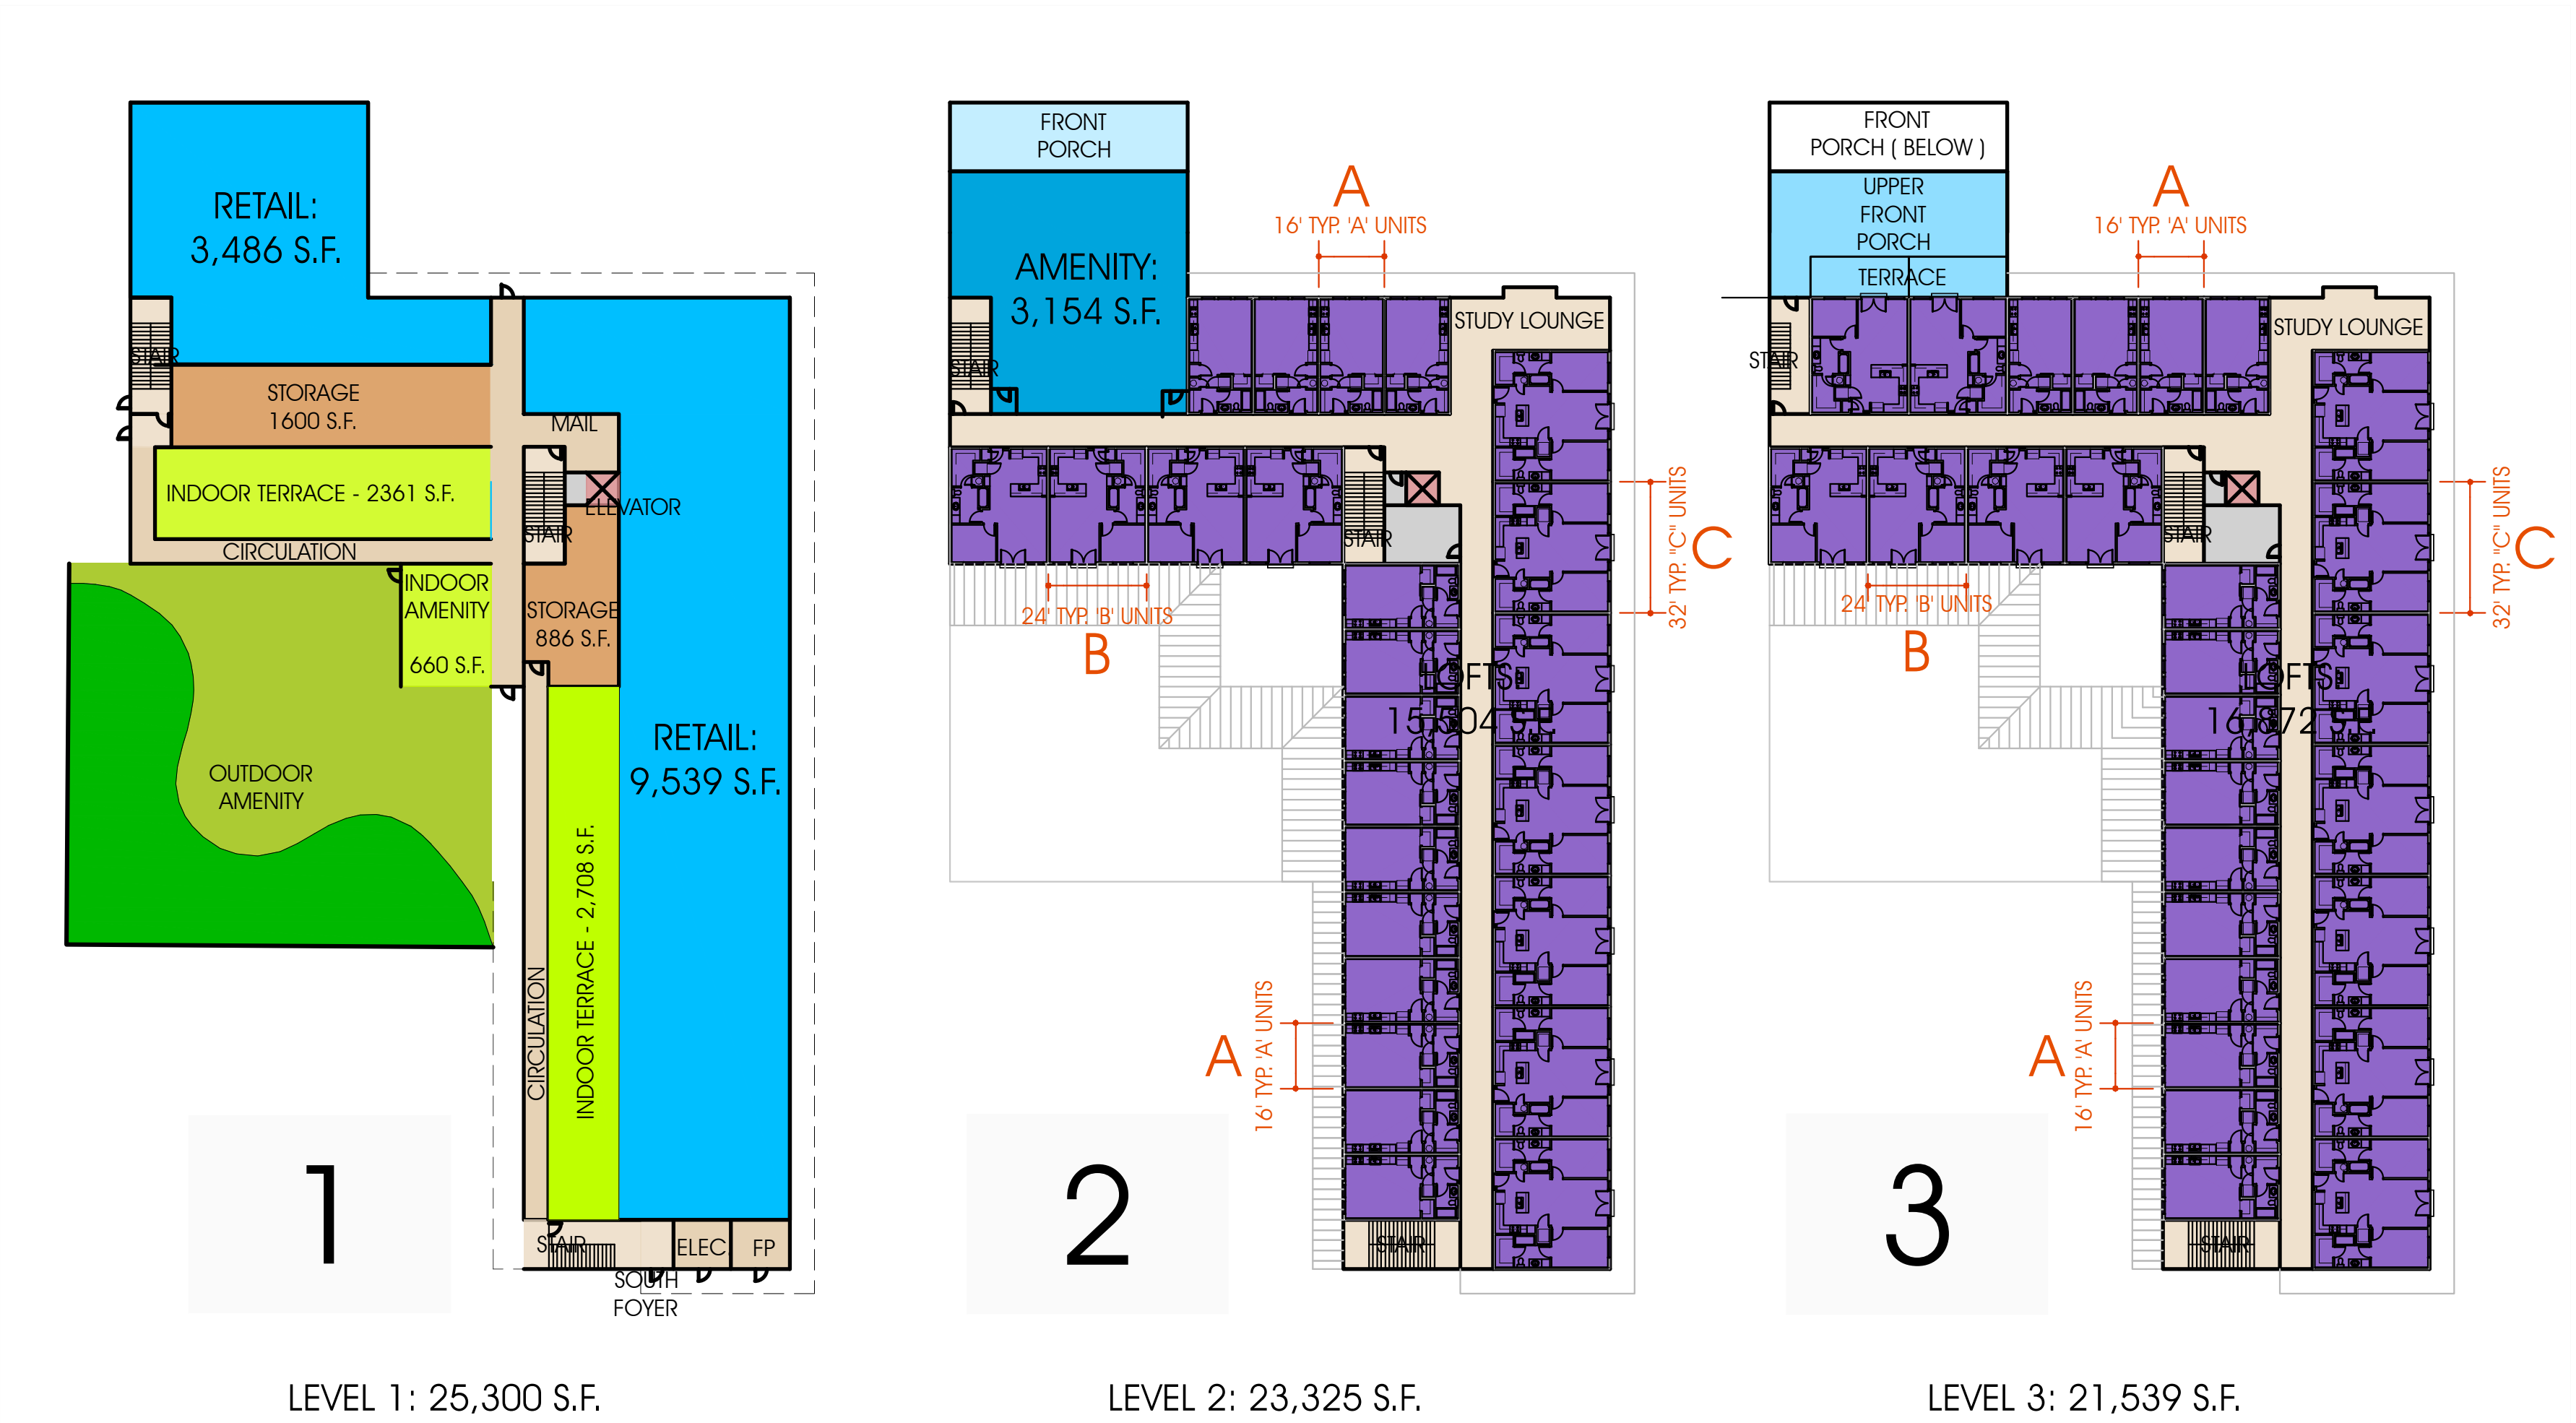 RETAIL:
3,486 S.F.
STAIR
STORAGE
1600 S.F.
MAIL
INDOOR TERRACE - 2361 S.F.
ELEVATOR
STAIR
CIRCULATION
INDOOR
AMENITY
660 S.F.
STORAGE
886 S.F.
OUTDOOR
AMENITY
RETAIL:
9,539 S.F.
INDOOR TERRACE - 2,708 S.F.
CIRCULATION
STAIR
ELEC.
FP
SOUTH
FOYER
1
LEVEL 1: 25,300 S.F.
FRONT
PORCH
A
16' TYP. 'A' UNITS
AMENITY:
3,154 S.F.
STUDY LOUNGE
STAIR
STAIR
32' TYP. "C" UNITS
C
24' TYP. 'B' UNITS
B
LOFTS
15,504 S.F.
A
16' TYP. 'A' UNITS
STAIR
2
LEVEL 2: 23,325 S.F.
FRONT
PORCH ( BELOW )
UPPER
FRONT
PORCH
TERRACE
A
16' TYP. 'A' UNITS
STUDY LOUNGE
STAIR
STAIR
32' TYP. "C" UNITS
C
24' TYP. 'B' UNITS
B
LOFTS
16,872 S.F.
A
16' TYP. 'A' UNITS
STAIR
3
LEVEL 3: 21,539 S.F.